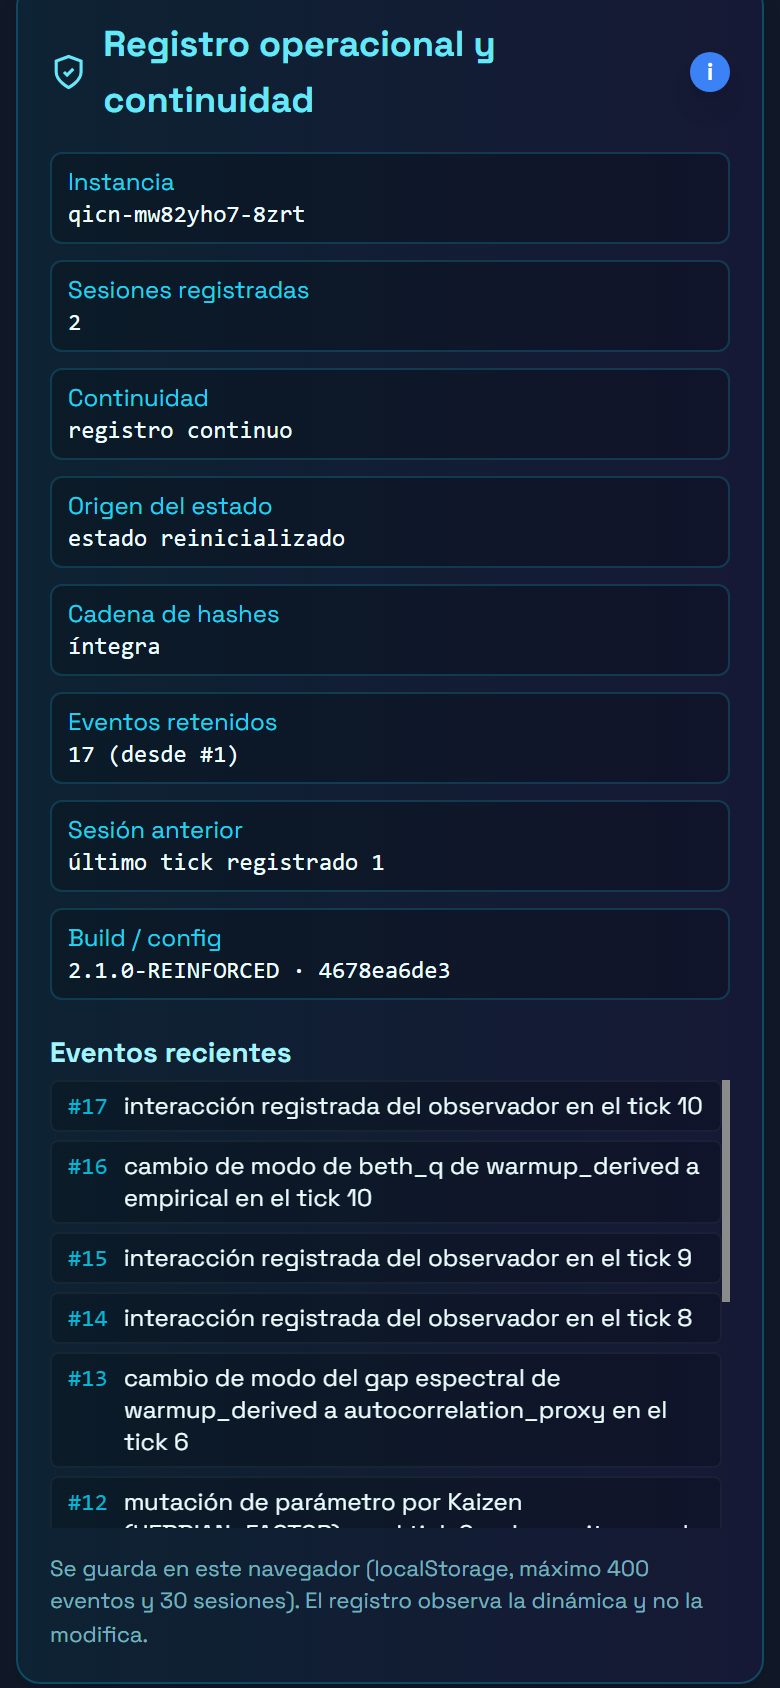 Registro operacional y
continuidad
i
Instancia
qicn-mw82yho7-8zrt
Sesiones registradas
2
Continuidad
registro continuo
Origen del estado
estado reinicializado
Cadena de hashes
íntegra
Eventos retenidos
17 (desde #1)
Sesión anterior
último tick registrado 1
Build / config
2.1.0-REINFORCED · 4678ea6de3
Eventos recientes
#17 interacción registrada del observador en el tick 10
#16 cambio de modo de beth_q de warmup_derived a
empirical en el tick 10
#15 interacción registrada del observador en el tick 9
#14 interacción registrada del observador en el tick 8
#13 cambio de modo del gap espectral de
warmup_derived a autocorrelation_proxy en el
tick 6
#12 mutación de parámetro por Kaizen
Se guarda en este navegador (localStorage, máximo 400
eventos y 30 sesiones). El registro observa la dinámica y no la
modifica.